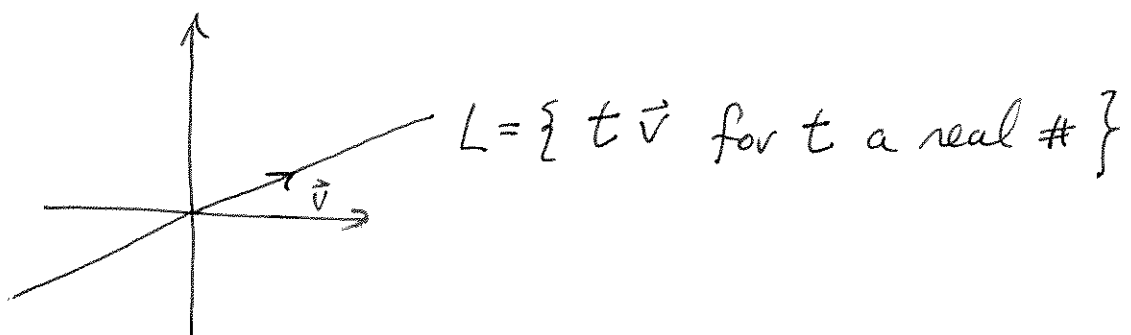 L = { t v⃗ for t a real # }
v⃗